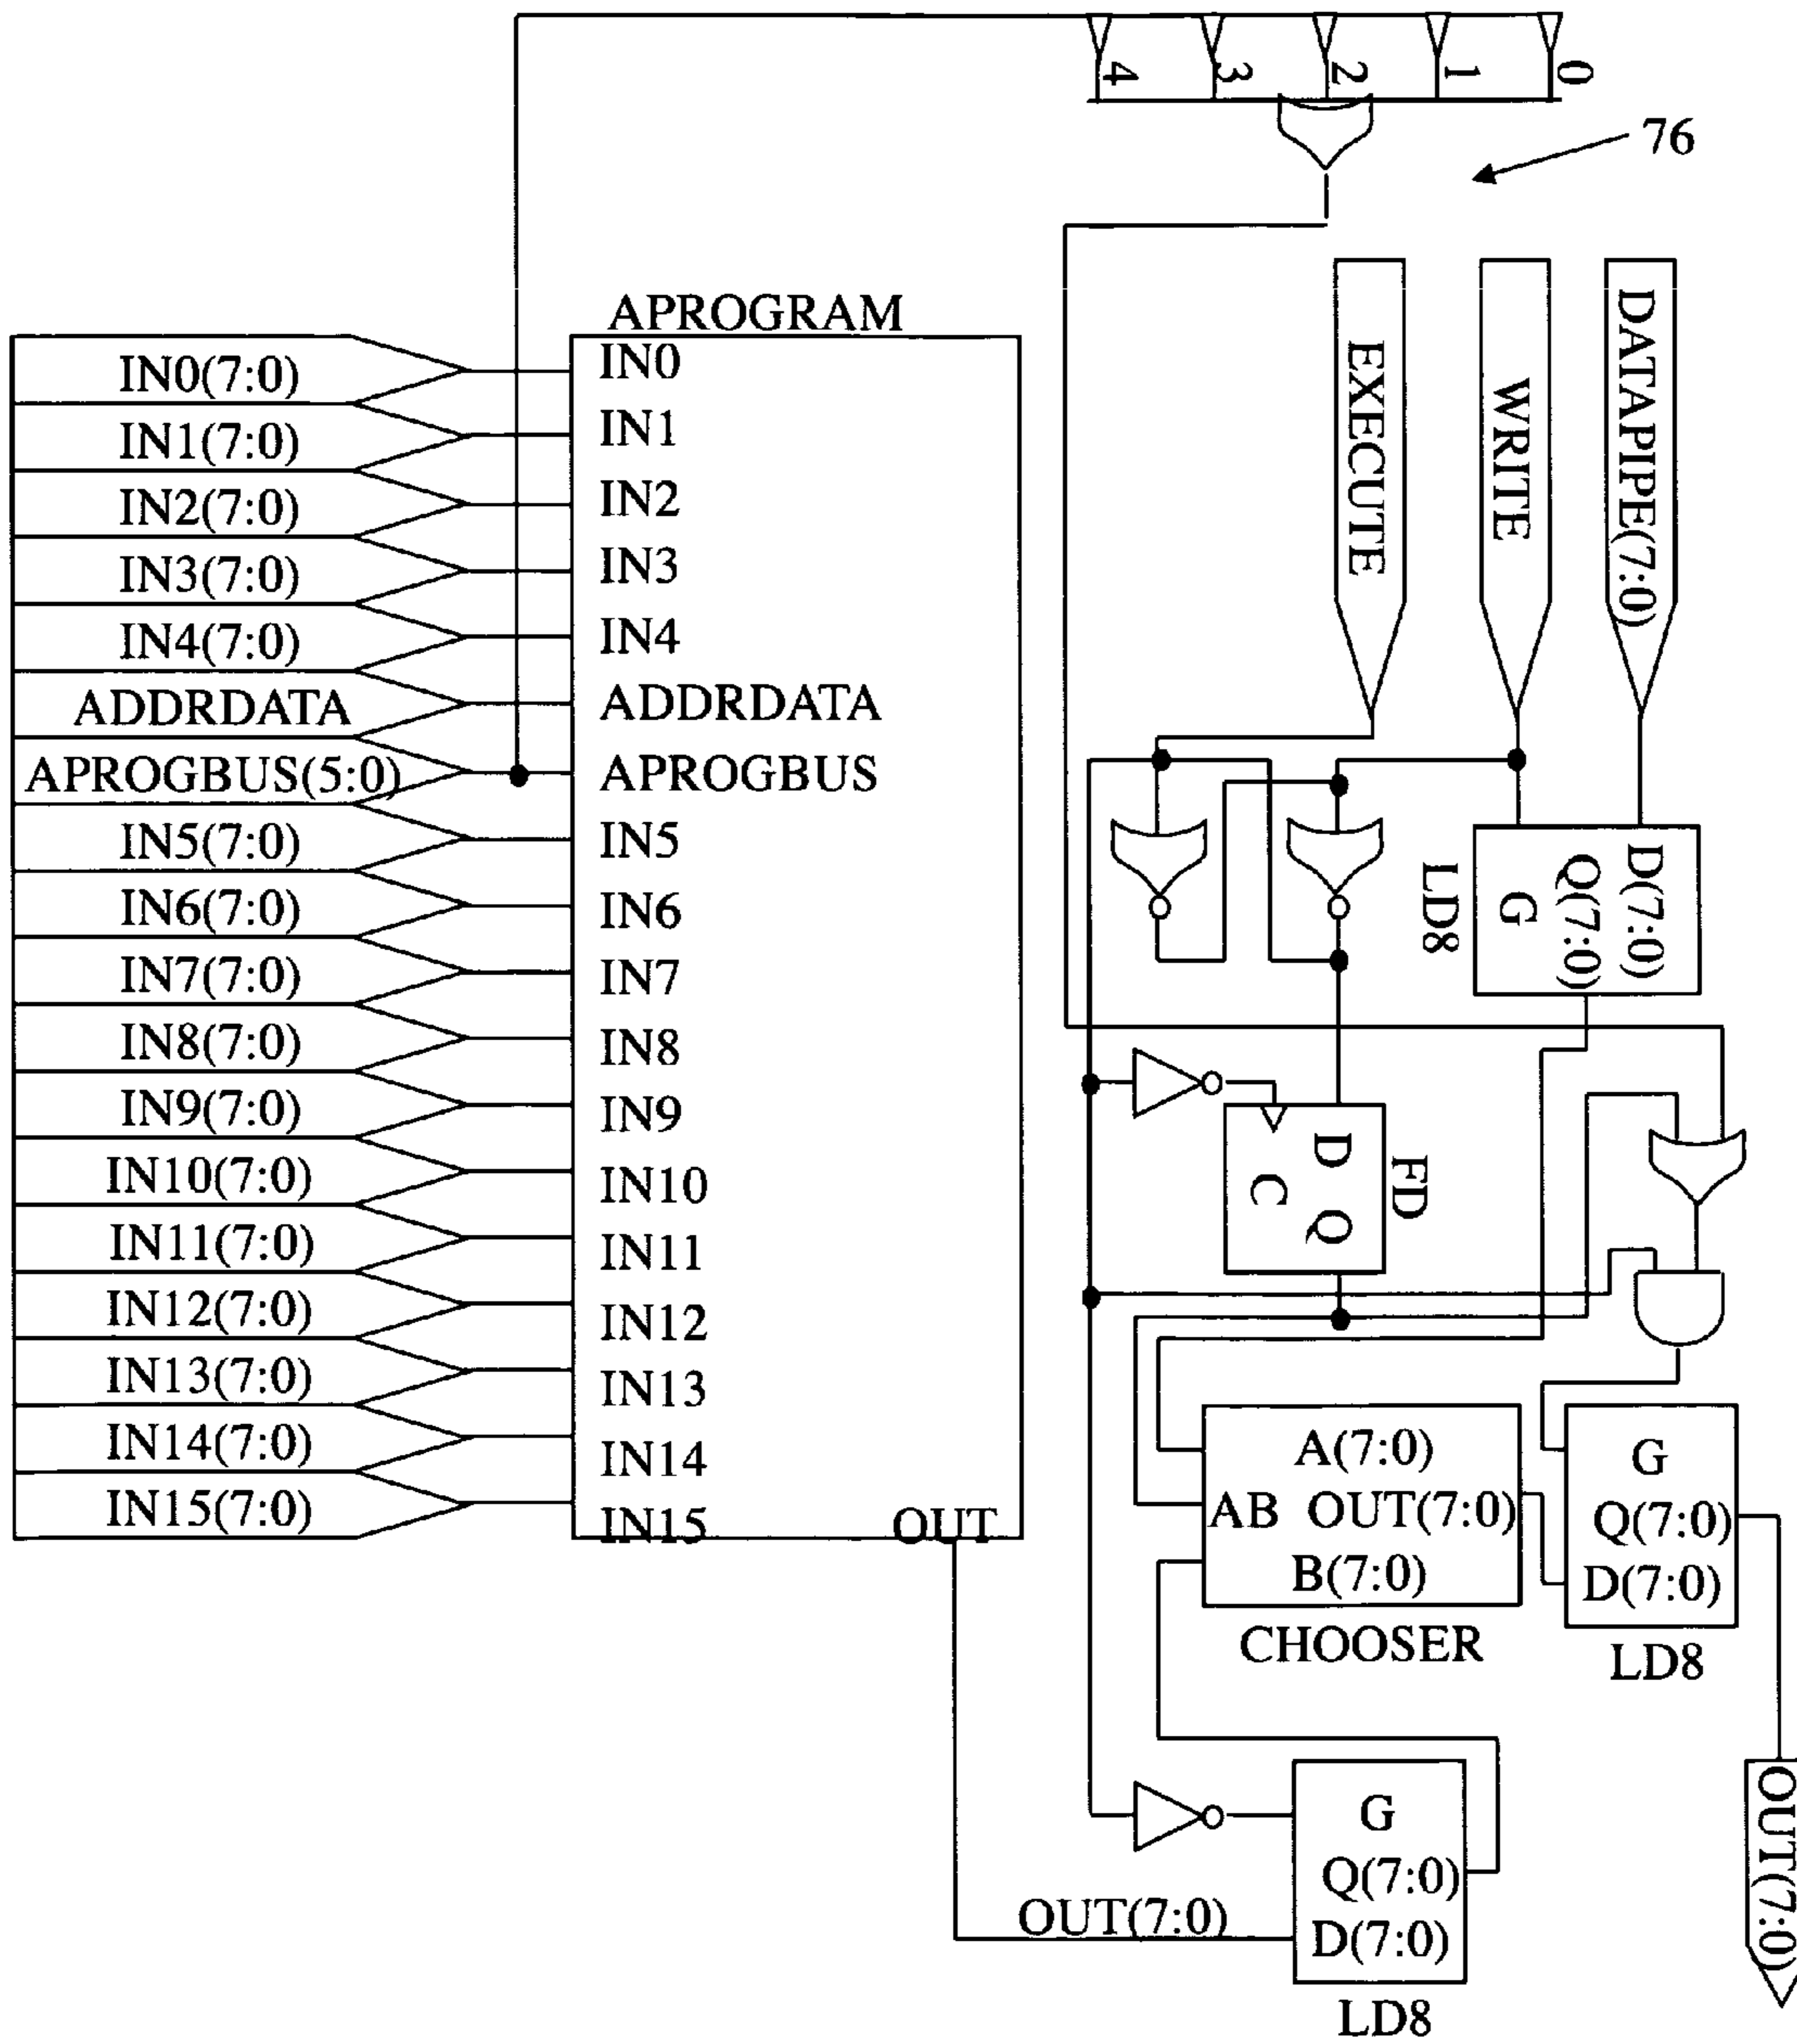 4
3
2
1
0
76
EXECUTE
WRITE
DATAPIPE(7:0)
APROGRAM
IN0(7:0)
IN1(7:0)
IN2(7:0)
IN3(7:0)
IN4(7:0)
ADDRDATA
APROGBUS(5:0)
IN5(7:0)
IN6(7:0)
IN7(7:0)
IN8(7:0)
IN9(7:0)
IN10(7:0)
IN11(7:0)
IN12(7:0)
IN13(7:0)
IN14(7:0)
IN15(7:0)
IN0
IN1
IN2
IN3
IN4
ADDRDATA
APROGBUS
IN5
IN6
IN7
IN8
IN9
IN10
IN11
IN12
IN13
IN14
IN15
OUT
D(7:0)
Q(7:0)
G
LD8
D
C
Q
FD
A(7:0)
AB
OUT(7:0)
B(7:0)
CHOOSER
G
Q(7:0)
D(7:0)
LD8
OUT(7:0)
G
Q(7:0)
D(7:0)
LD8
OUT(7:0)